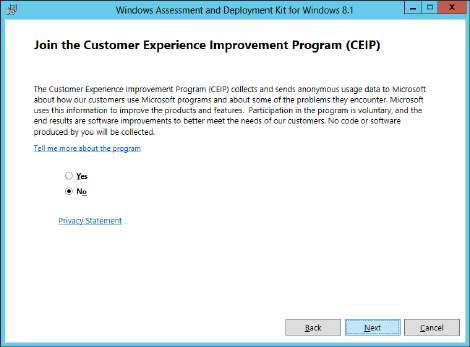 Windows Assessment and Deployment Kit for Windows 8.1
Join the Customer Experience Improvement Program (CEIP)
The Customer Experience Improvement Program (CEIP) collects and sends anonymous usage data to Microsoft
about how our customers use Microsoft programs and about some of the problems they encounter. Microsoft
uses this information to improve the products and features. Participation in the program is voluntary, and the
end results are software improvements to better meet the needs of our customers. No code or software
produced by you will be collected.
Tell me more about the program
Yes
No
Privacy Statement
Back Next Cancel